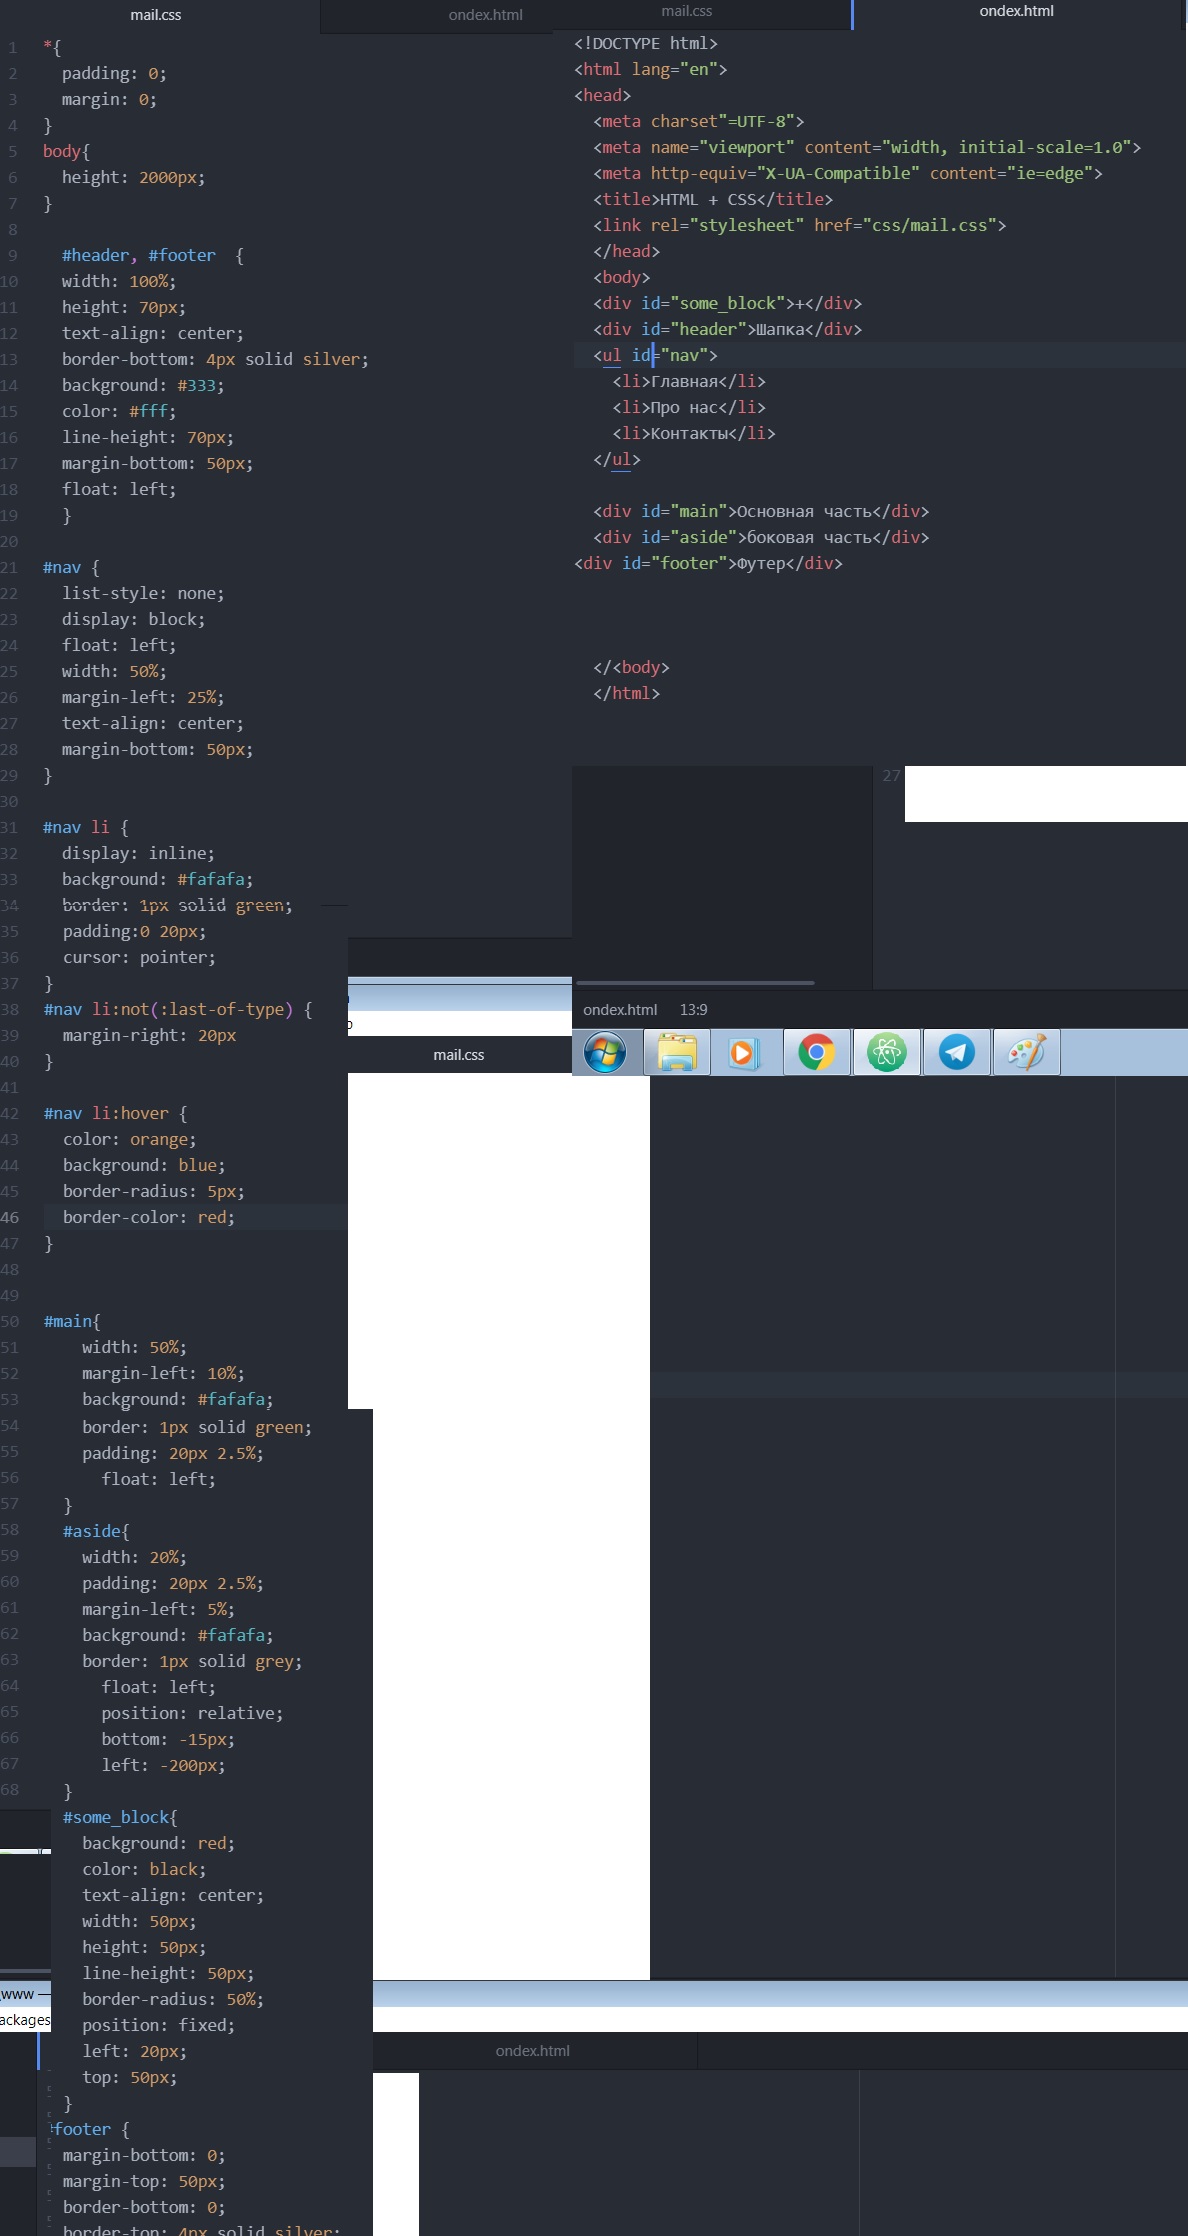 mail.css
ondex.html
1 *{
2 padding: 0;
3 margin: 0;
4 }
5 body{
6 height: 2000px;
7 }
8
9 #header, #footer {
10 width: 100%;
11 height: 70px;
12 text-align: center;
13 border-bottom: 4px solid silver;
14 background: #333;
15 color: #fff;
16 line-height: 70px;
17 margin-bottom: 50px;
18 float: left;
19 }
20
21 #nav {
22 list-style: none;
23 display: block;
24 float: left;
25 width: 50%;
26 margin-left: 25%;
27 text-align: center;
28 margin-bottom: 50px;
29 }
30
31 #nav li {
32 display: inline;
33 background: #fafafa;
34 border: 1px solid green;
35 padding:0 20px;
36 cursor: pointer;
37 }
38 #nav li:not(:last-of-type) {
39 margin-right: 20px
40 }
41
42 #nav li:hover {
43 color: orange;
44 background: blue;
45 border-radius: 5px;
46 border-color: red;
47 }
48
49
50 #main{
51 width: 50%;
52 margin-left: 10%;
53 background: #fafafa;
54 border: 1px solid green;
55 padding: 20px 2.5%;
56 float: left;
57 }
58 #aside{
59 width: 20%;
60 padding: 20px 2.5%;
61 margin-left: 5%;
62 background: #fafafa;
63 border: 1px solid grey;
64 float: left;
65 position: relative;
66 bottom: -15px;
67 left: -200px;
68 }
#some_block{
background: red;
color: black;
text-align: center;
width: 50px;
height: 50px;
line-height: 50px;
border-radius: 50%;
position: fixed;
left: 20px;
top: 50px;
}
#footer {
margin-bottom: 0;
margin-top: 50px;
border-bottom: 0;
border-top: 4px solid silver;
mail.css
ondex.html
<!DOCTYPE html>
<html lang="en">
<head>
<meta charset"=UTF-8">
<meta name="viewport" content="width, initial-scale=1.0">
<meta http-equiv="X-UA-Compatible" content="ie=edge">
<title>HTML + CSS</title>
<link rel="stylesheet" href="css/mail.css">
</head>
<body>
<div id="some_block">+</div>
<div id="header">Шапка</div>
<ul id="nav">
<li>Главная</li>
<li>Про нас</li>
<li>Контакты</li>
</ul>
<div id="main">Основная часть</div>
<div id="aside">боковая часть</div>
<div id="footer">Футер</div>
</<body>
</html>
27
ondex.html 13:9
mail.css
www —
ackages
ondex.html